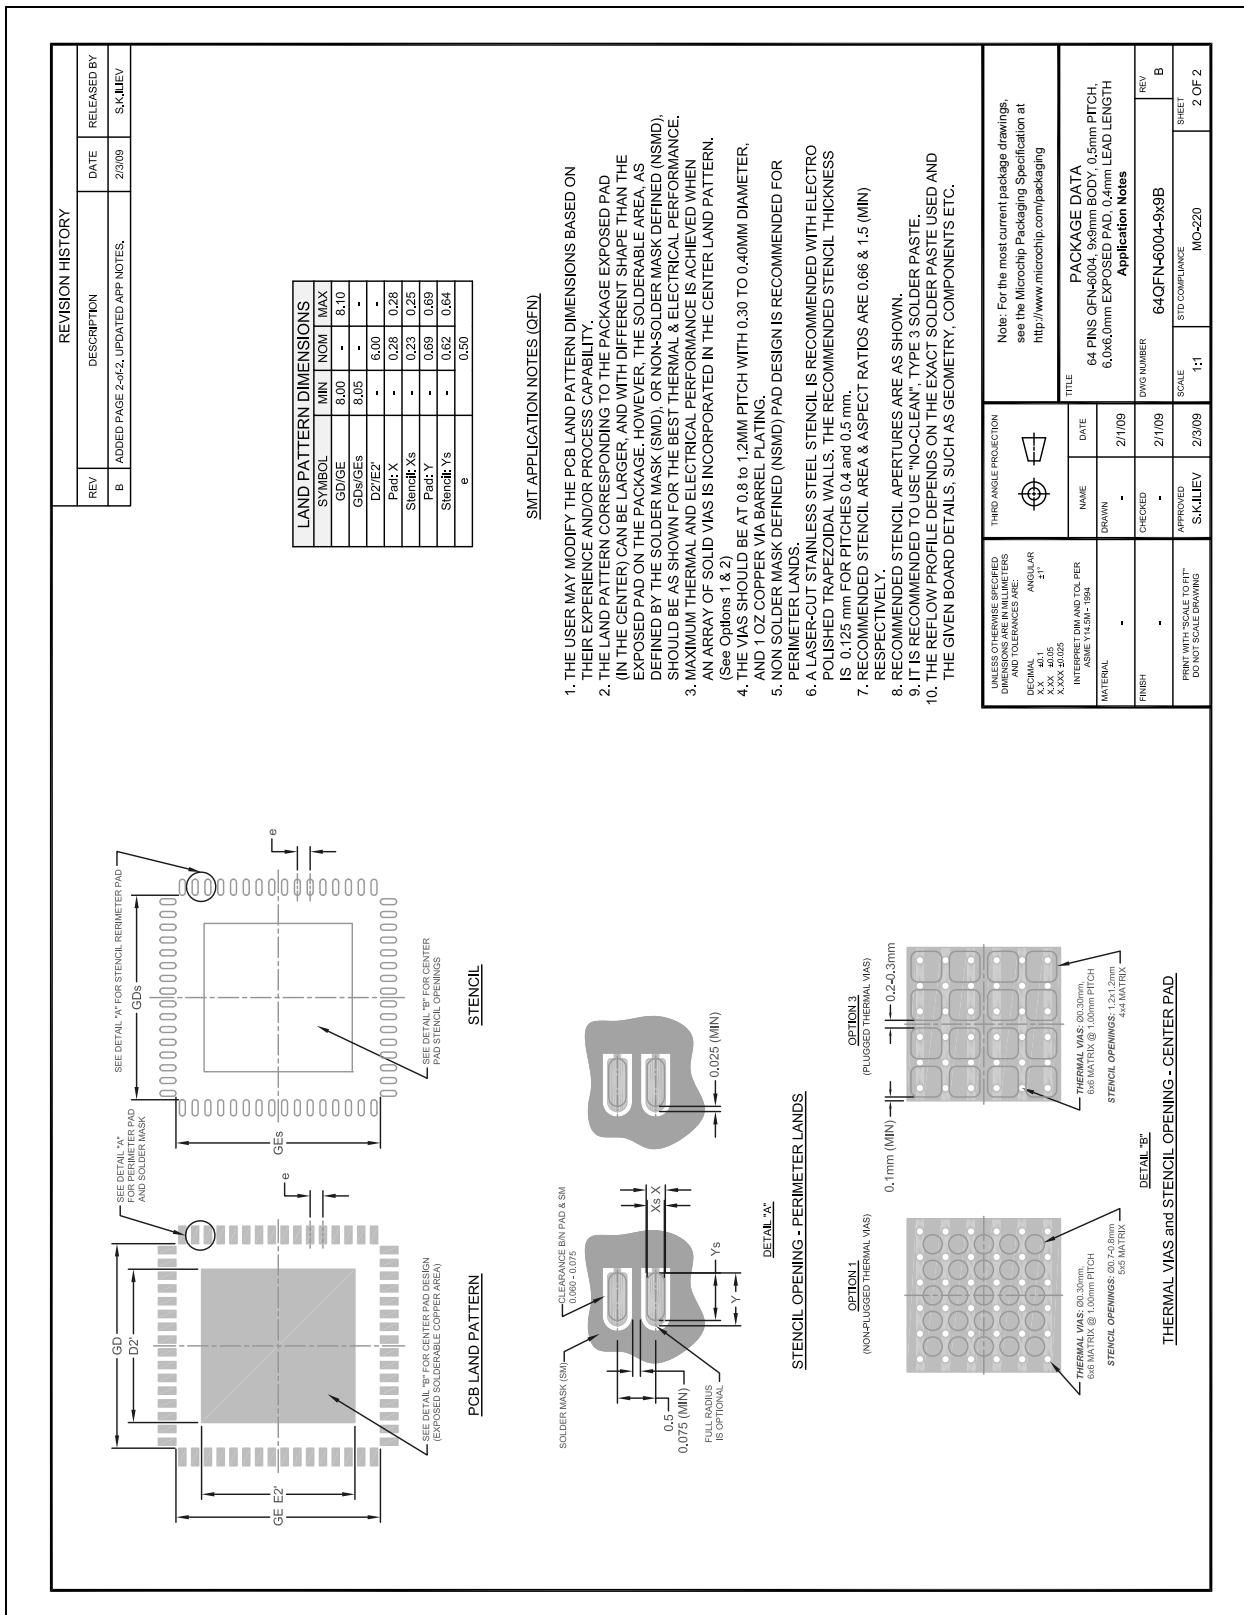 REVISION HISTORY
REV DESCRIPTION DATE RELEASED BY
B ADDED PAGE 2-of-2. UPDATED APP NOTES. 2/3/09 S.K.ILIEV
SEE DETAIL "A"
FOR PERIMETER PAD
AND SOLDER MASK
GD
D2'
GE E2'
e
SEE DETAIL "B" FOR CENTER PAD DESIGN
(EXPOSED SOLDERABLE COPPER AREA)
PCB LAND PATTERN
SEE DETAIL "A" FOR STENCIL RERIMETER PAD
GDs
GEs
e
SEE DETAIL "B" FOR CENTER
PAD STENCIL OPENINGS
STENCIL
LAND PATTERN DIMENSIONS
SYMBOL MIN NOM MAX
GD/GE 8.00 - 8.10
GDs/GEs 8.05 - -
D2'/E2' - 6.00 -
Pad: X - 0.28 0.28
Stencil: Xs - 0.23 0.25
Pad: Y - 0.69 0.69
Stencil: Ys - 0.62 0.64
e 0.50
SMT APPLICATION NOTES (QFN)
1. THE USER MAY MODIFY THE PCB LAND PATTERN DIMENSIONS BASED ON
THEIR EXPERIENCE AND/OR PROCESS CAPABILITY.
2. THE LAND PATTERN CORRESPONDING TO THE PACKAGE EXPOSED PAD
(IN THE CENTER) CAN BE LARGER, AND WITH DIFFERENT SHAPE THAN THE
EXPOSED PAD ON THE PACKAGE. HOWEVER, THE SOLDERABLE AREA, AS
DEFINED BY THE SOLDER MASK (SMD), OR NON-SOLDER MASK DEFINED (NSMD),
SHOULD BE AS SHOWN FOR THE BEST THERMAL & ELECTRICAL PERFORMANCE.
3. MAXIMUM THERMAL AND ELECTRICAL PERFORMANCE IS ACHIEVED WHEN
AN ARRAY OF SOLID VIAS IS INCORPORATED IN THE CENTER LAND PATTERN.
(See Options 1 & 2)
4. THE VIAS SHOULD BE AT 0.8 to 1.2MM PITCH WITH 0.30 TO 0.40MM DIAMETER,
AND 1 OZ COPPER VIA BARREL PLATING.
5. NON SOLDER MASK DEFINED (NSMD) PAD DESIGN IS RECOMMENDED FOR
PERIMETER LANDS.
6. A LASER-CUT STAINLESS STEEL STENCIL IS RECOMMENDED WITH ELECTRO
POLISHED TRAPEZOIDAL WALLS. THE RECOMMENDED STENCIL THICKNESS
IS 0.125 mm FOR PITCHES 0.4 and 0.5 mm.
7. RECOMMENDED STENCIL AREA & ASPECT RATIOS ARE 0.66 & 1.5 (MIN)
RESPECTIVELY.
8. RECOMMENDED STENCIL APERTURES ARE AS SHOWN.
9. IT IS RECOMMENDED TO USE "NO-CLEAN", TYPE 3 SOLDER PASTE.
10. THE REFLOW PROFILE DEPENDS ON THE EXACT SOLDER PASTE USED AND
THE GIVEN BOARD DETAILS, SUCH AS GEOMETRY, COMPONENTS ETC.
SOLDER MASK (SM)
CLEARANCE B/N PAD & SM
0.060 - 0.075
Xs X
0.5
0.075 (MIN)
Y
Ys
FULL RADIUS
IS OPTIONAL
0.025 (MIN)
DETAIL "A"
STENCIL OPENING - PERIMETER LANDS
OPTION 1
(NON-PLUGGED THERMAL VIAS)
THERMAL VIAS: Ø0.30mm,
6x6 MATRIX @ 1.00mm PITCH
STENCIL OPENINGS: Ø0.7-0.8mm
5x5 MATRIX
OPTION 3
(PLUGGED THERMAL VIAS)
0.1mm (MIN)
0.2-0.3mm
THERMAL VIAS: Ø0.30mm,
6x6 MATRIX @ 1.00mm PITCH
STENCIL OPENINGS: 1.2x1.2mm
4x4 MATRIX
DETAIL "B"
THERMAL VIAS and STENCIL OPENING - CENTER PAD
UNLESS OTHERWISE SPECIFIED
DIMENSIONS ARE IN MILLIMETERS
AND TOLERANCES ARE:
DECIMAL ANGULAR
X.X ±0.1 ±1°
X.XX ±0.05
X.XXX ±0.025
INTERPRET DIM AND TOL PER
ASME Y14.5M - 1994
MATERIAL
-
FINISH
-
PRINT WITH "SCALE TO FIT"
DO NOT SCALE DRAWING
THIRD ANGLE PROJECTION
NAME DATE
DRAWN
- 2/1/09
CHECKED
- 2/1/09
APPROVED
S.K.ILIEV 2/3/09
Note: For the most current package drawings,
see the Microchip Packaging Specification at
http://www.microchip.com/packaging
TITLE
PACKAGE DATA
64 PINS QFN-6004, 9x9mm BODY, 0.5mm PITCH,
6.0x6.0mm EXPOSED PAD, 0.4mm LEAD LENGTH
Application Notes
DWG NUMBER
64QFN-6004-9x9B
REV
B
SCALE
1:1
STD COMPLIANCE
MO-220
SHEET
2 OF 2